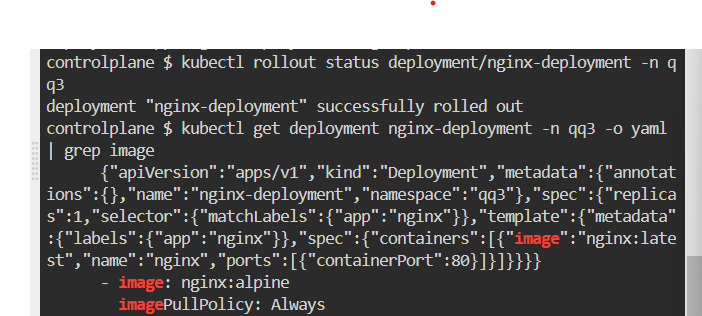 controlplane $ kubectl rollout status deployment/nginx-deployment -n q
q3
deployment "nginx-deployment" successfully rolled out
controlplane $ kubectl get deployment nginx-deployment -n qq3 -o yaml
| grep image
{"apiVersion":"apps/v1","kind":"Deployment","metadata":{"annotat
ions":{},"name":"nginx-deployment","namespace":"qq3"},"spec":{"replica
s":1,"selector":{"matchLabels":{"app":"nginx"}},"template":{"metadata"
:{"labels":{"app":"nginx"}},"spec":{"containers":[{"image":"nginx:late
st","name":"nginx","ports":[{"containerPort":80}]}]}}}}
- image: nginx:alpine
imagePullPolicy: Always